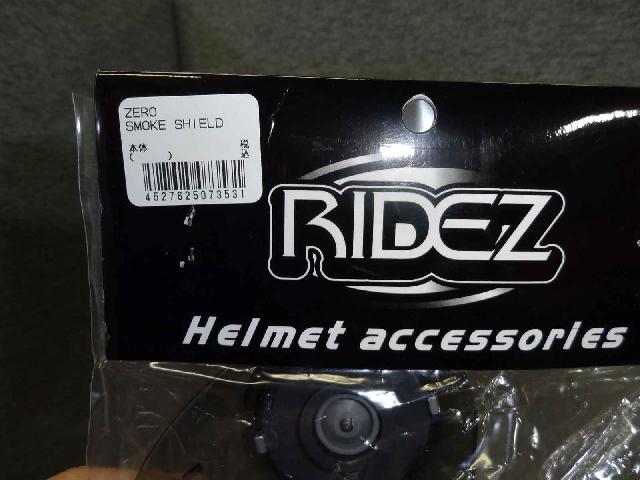 ZERO
SMOKE SHIELD
本体 税
( ) 込
4527625073531
RIDEZ
Helmet accessories